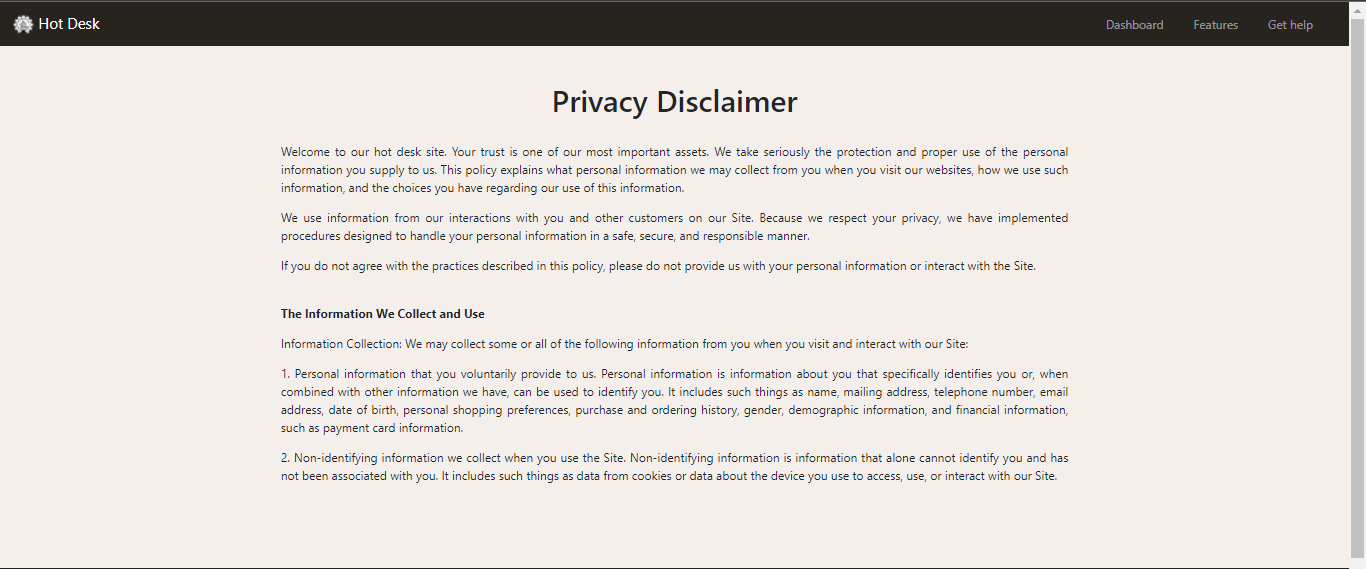 Hot Desk
Dashboard
Features
Get help
Privacy Disclaimer
Welcome to our hot desk site. Your trust is one of our most important assets. We take seriously the protection and proper use of the personal
information you supply to us. This policy explains what personal information we may collect from you when you visit our websites, how we use such
information, and the choices you have regarding our use of this information.
We use information from our interactions with you and other customers on our Site. Because we respect your privacy, we have implemented
procedures designed to handle your personal information in a safe, secure, and responsible manner.
If you do not agree with the practices described in this policy, please do not provide us with your personal information or interact with the Site.
The Information We Collect and Use
Information Collection: We may collect some or all of the following information from you when you visit and interact with our Site:
1. Personal information that you voluntarily provide to us. Personal information is information about you that specifically identifies you or, when
combined with other information we have, can be used to identify you. It includes such things as name, mailing address, telephone number, email
address, date of birth, personal shopping preferences, purchase and ordering history, gender, demographic information, and financial information,
such as payment card information.
2. Non-identifying information we collect when you use the Site. Non-identifying information is information that alone cannot identify you and has
not been associated with you. It includes such things as data from cookies or data about the device you use to access, use, or interact with our Site.